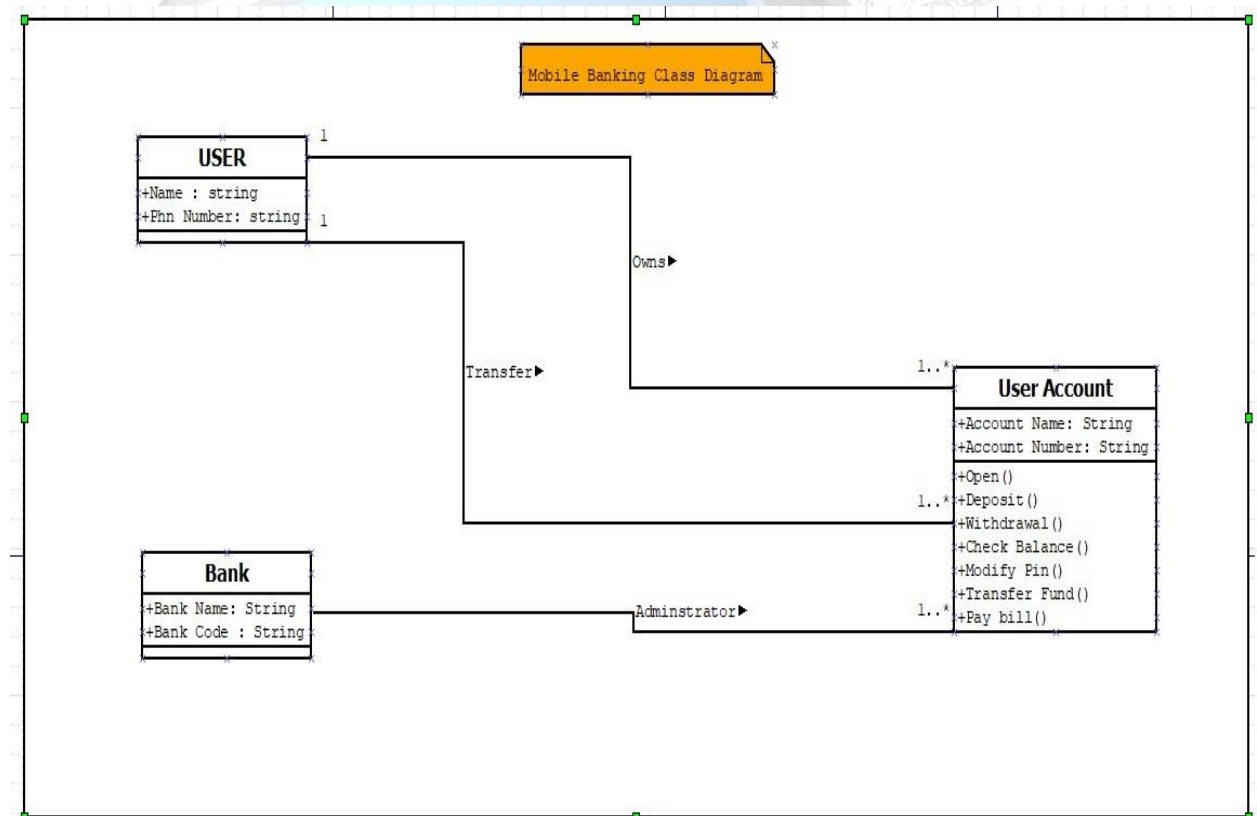 Mobile Banking Class Diagram
1
USER
+Name : string
+Phn Number: string
1
Owns
Transfer
1..*
User Account
+Account Name: String
+Account Number: String
+Open()
1..*
+Deposit()
+Withdrawal()
+Check Balance()
+Modify Pin()
+Transfer Fund()
1..*
+Pay bill()
Bank
+Bank Name: String
+Bank Code : String
Adminstrator